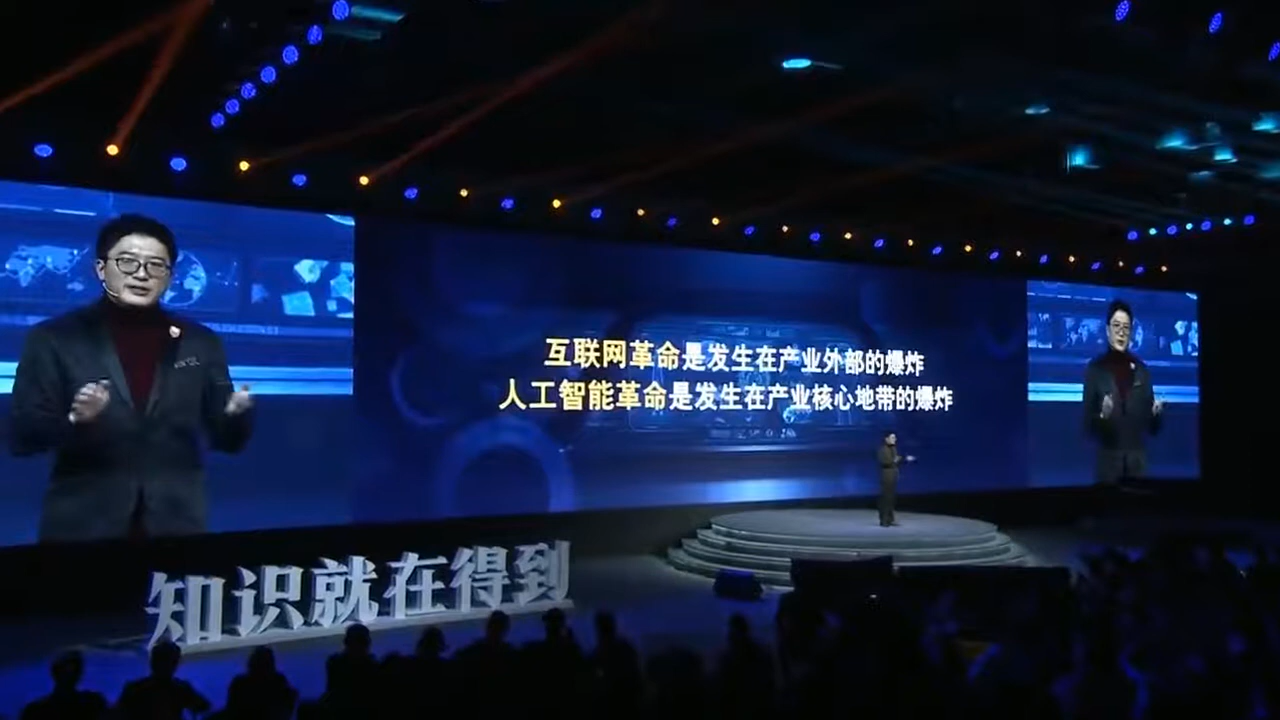 互联网革命是发生在产业外部的爆炸
人工智能革命是发生在产业核心地带的爆炸
知识就在得到